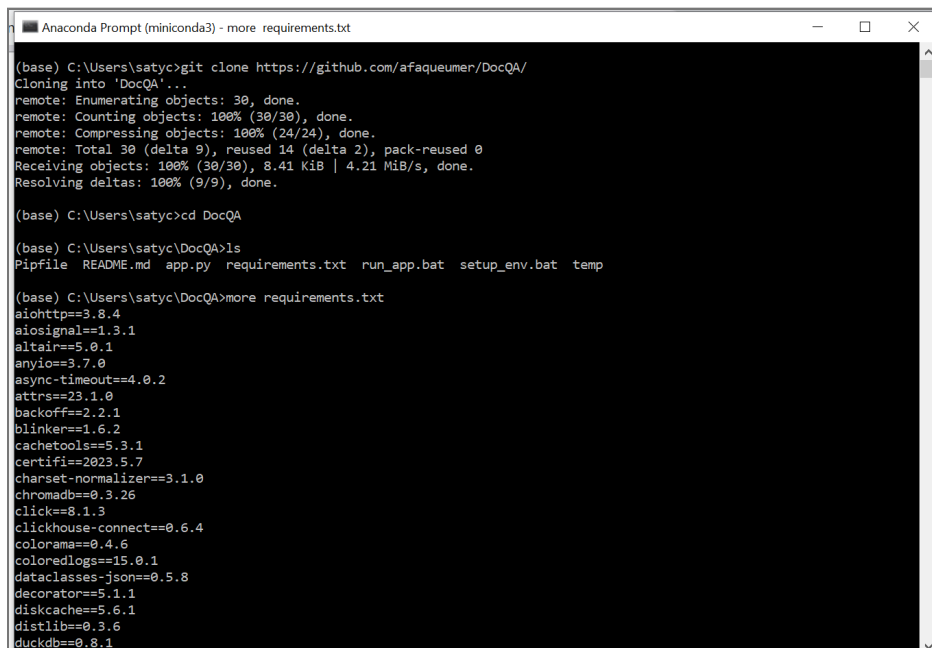 Anaconda Prompt (miniconda3) - more  requirements.txt
(base) C:\Users\satyc>git clone https://github.com/afaqueumer/DocQA/
Cloning into 'DocQA'...
remote: Enumerating objects: 30, done.
remote: Counting objects: 100% (30/30), done.
remote: Compressing objects: 100% (24/24), done.
remote: Total 30 (delta 9), reused 14 (delta 2), pack-reused 0
Receiving objects: 100% (30/30), 8.41 KiB | 4.21 MiB/s, done.
Resolving deltas: 100% (9/9), done.
(base) C:\Users\satyc>cd DocQA
(base) C:\Users\satyc\DocQA>ls
Pipfile  README.md  app.py  requirements.txt  run_app.bat  setup_env.bat  temp
(base) C:\Users\satyc\DocQA>more requirements.txt
aiohttp==3.8.4
aiosignal==1.3.1
altair==5.0.1
anyio==3.7.0
async-timeout==4.0.2
attrs==23.1.0
backoff==2.2.1
blinker==1.6.2
cachetools==5.3.1
certifi==2023.5.7
charset-normalizer==3.1.0
chromadb==0.3.26
click==8.1.3
clickhouse-connect==0.6.4
colorama==0.4.6
coloredlogs==15.0.1
dataclasses-json==0.5.8
decorator==5.1.1
diskcache==5.6.1
distlib==0.3.6
duckdb==0.8.1